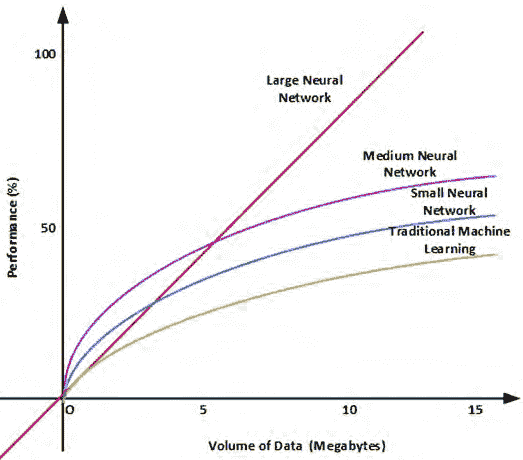 100
Large Neural
Network
Medium Neural
Network
Small Neural
Network
Traditional Machine
Learning
50
Performance (%)
O
5
10
15
Volume of Data (Megabytes)